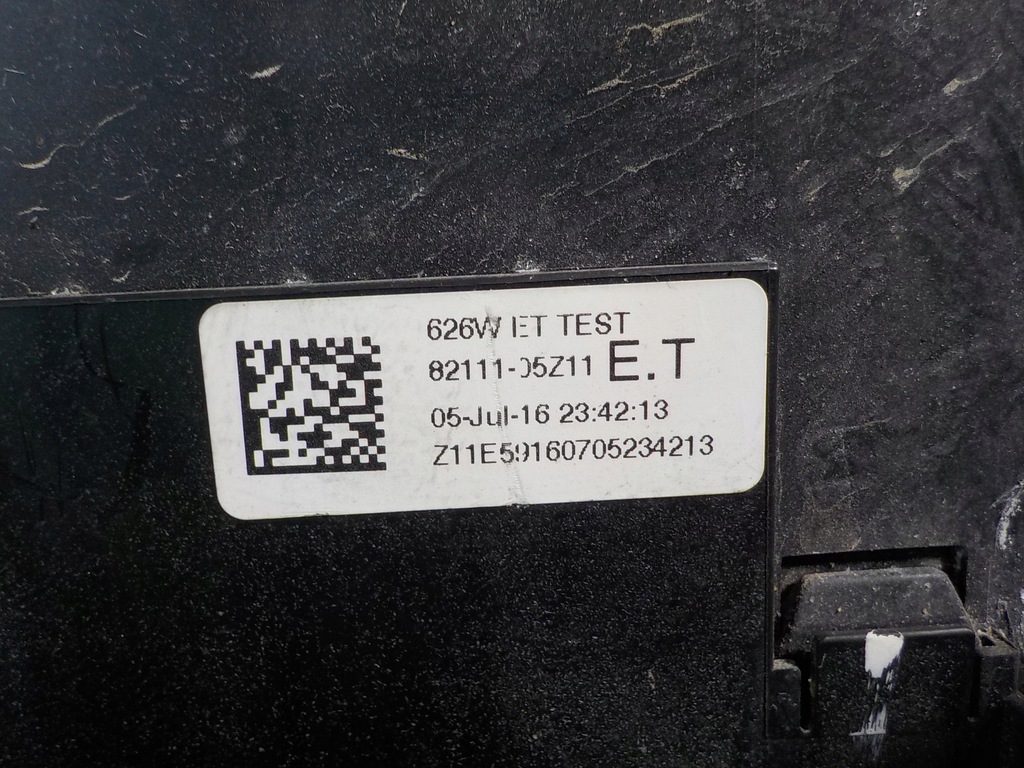 626W ET TEST
82111-05Z11 E.T
05-Jul-16 23:42:13
Z11E59160705234213